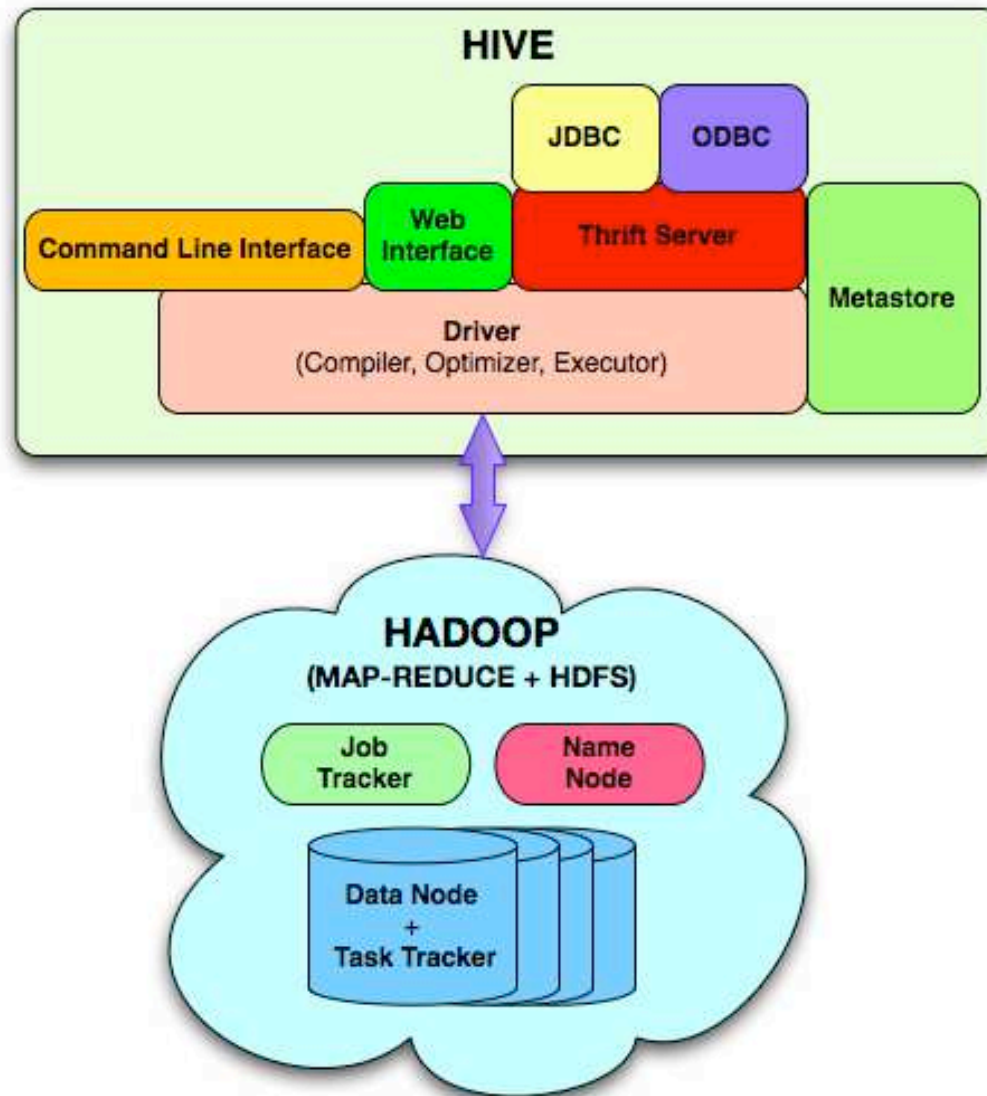 HIVE
JDBC
ODBC
Command Line Interface
Web
Interface
Thrift Server
Metastore
Driver
(Compiler, Optimizer, Executor)
HADOOP
(MAP-REDUCE + HDFS)
Job
Tracker
Name
Node
Data Node
+
Task Tracker